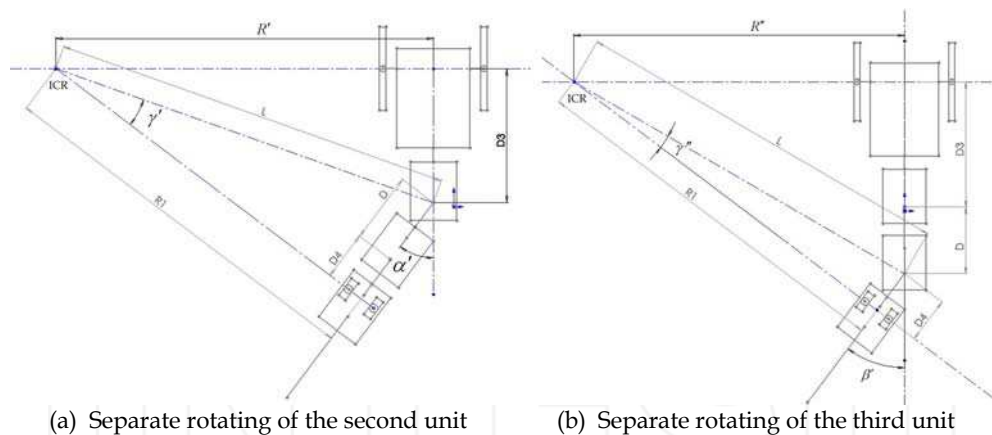 R'
ICR
γ'
L
D3
R1
D
D4
α'
R"
ICR
γ"
L
D3
R1
D
D4
β'
(a) Separate rotating of the second unit
(b) Separate rotating of the third unit